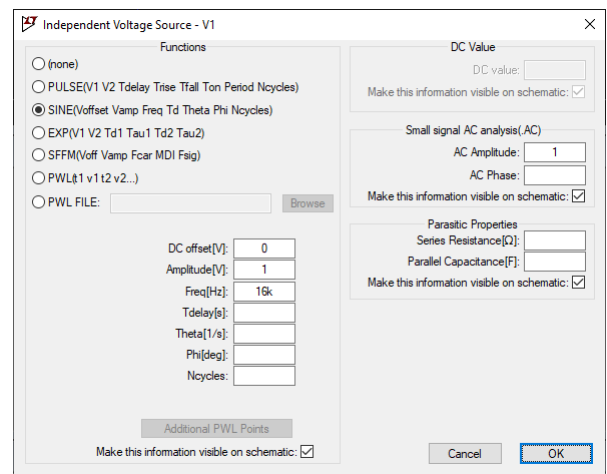 Independent Voltage Source - V1
Functions
(none)
PULSE(V1 V2 Tdelay Trise Tfall Ton Period Ncycles)
SINE(Voffset Vamp Freq Td Theta Phi Ncycles)
EXP(V1 V2 Td1 Tau1 Td2 Tau2)
SFFM(Voff Vamp Fcar MDI Fsig)
PWL(t1 v1 t2 v2...)
PWL FILE:
Browse
DC offset[V]: 0
Amplitude[V]: 1
Freq[Hz]: 16k
Tdelay[s]:
Theta[1/s]:
Phi[deg]:
Ncycles:
Additional PWL Points
Make this information visible on schematic:
DC Value
DC value:
Make this information visible on schematic:
Small signal AC analysis(.AC)
AC Amplitude: 1
AC Phase:
Make this information visible on schematic:
Parasitic Properties
Series Resistance[Ω]:
Parallel Capacitance[F]:
Make this information visible on schematic:
Cancel
OK